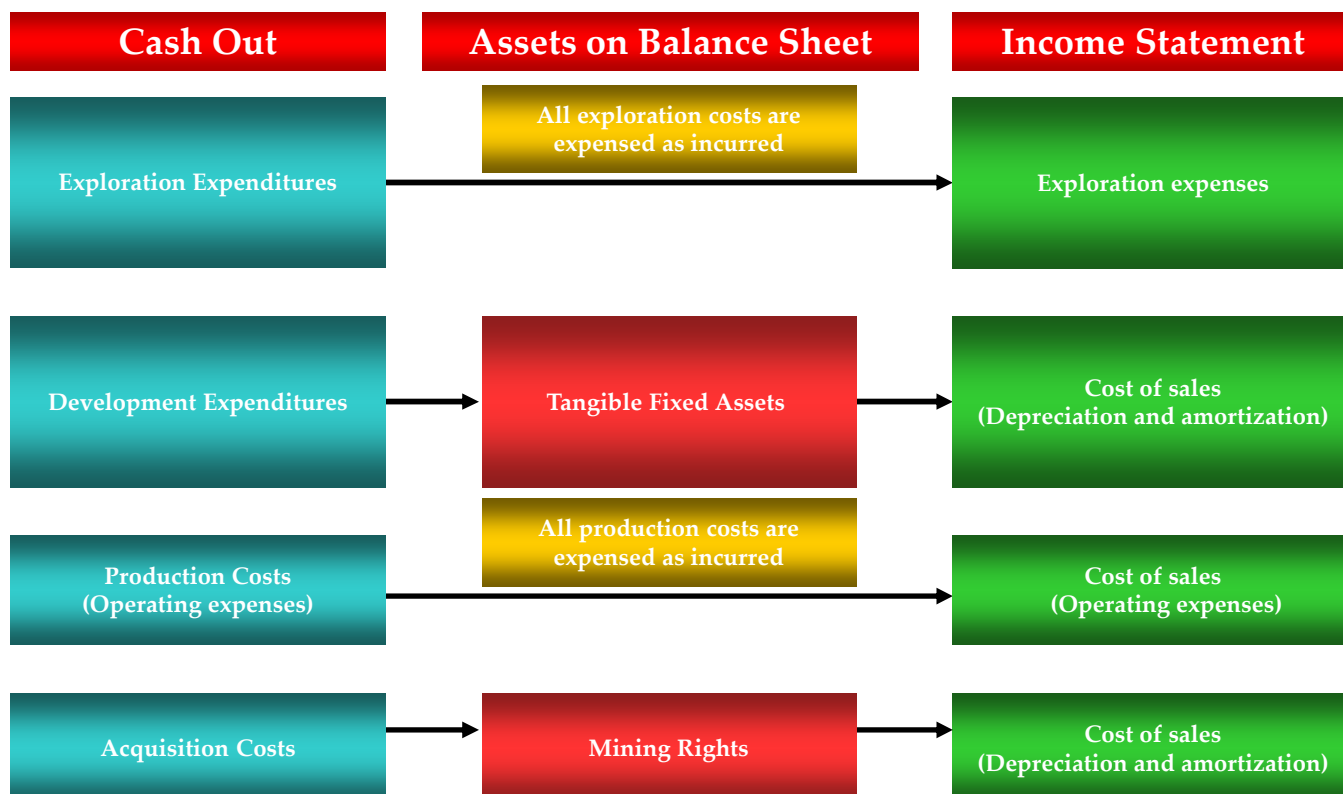 Cash Out
Assets on Balance Sheet
Income Statement
All exploration costs are
expensed as incurred
Exploration Expenditures
Exploration expenses
Development Expenditures
Tangible Fixed Assets
Cost of sales
(Depreciation and amortization)
All production costs are
expensed as incurred
Production Costs
(Operating expenses)
Cost of sales
(Operating expenses)
Acquisition Costs
Mining Rights
Cost of sales
(Depreciation and amortization)